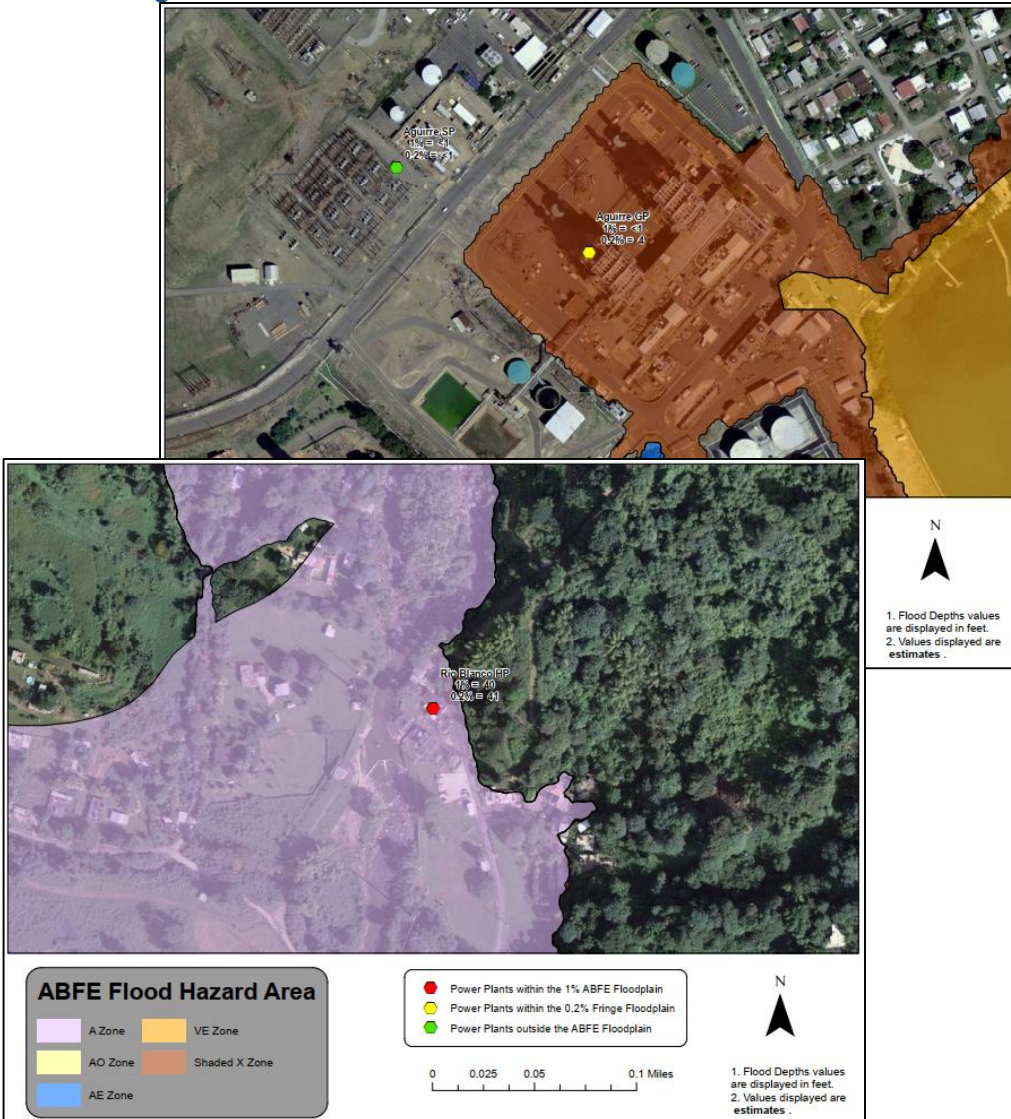 Aguirre SP
1% = <1
0.2% = <1
Aguirre GP
1% = <1
0.2% = 4
N
1. Flood Depths values
are displayed in feet.
2. Values displayed are
estimates .
Rio Blanco HP
1% = 40
0.2% = 41
ABFE Flood Hazard Area
A Zone
VE Zone
AO Zone
Shaded X Zone
AE Zone
Power Plants within the 1% ABFE Floodplain
Power Plants within the 0.2% Fringe Floodplain
Power Plants outside the ABFE Floodplain
0 0.025 0.05 0.1 Miles
N
1. Flood Depths values
are displayed in feet.
2. Values displayed are
estimates .